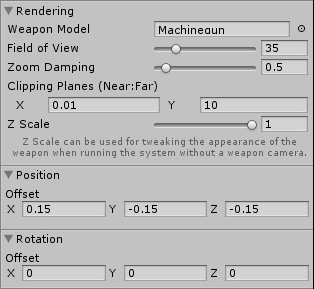 Rendering
Weapon Model Machinegun
Field of View 35
Zoom Damping 0.5
Clipping Planes (Near:Far)
X 0.01 Y 10
Z Scale 1
Z Scale can be used for tweaking the appearance of the
weapon when running the system without a weapon camera.
Position
Offset
X 0.15 Y -0.15 Z -0.15
Rotation
Offset
X 0 Y 0 Z 0